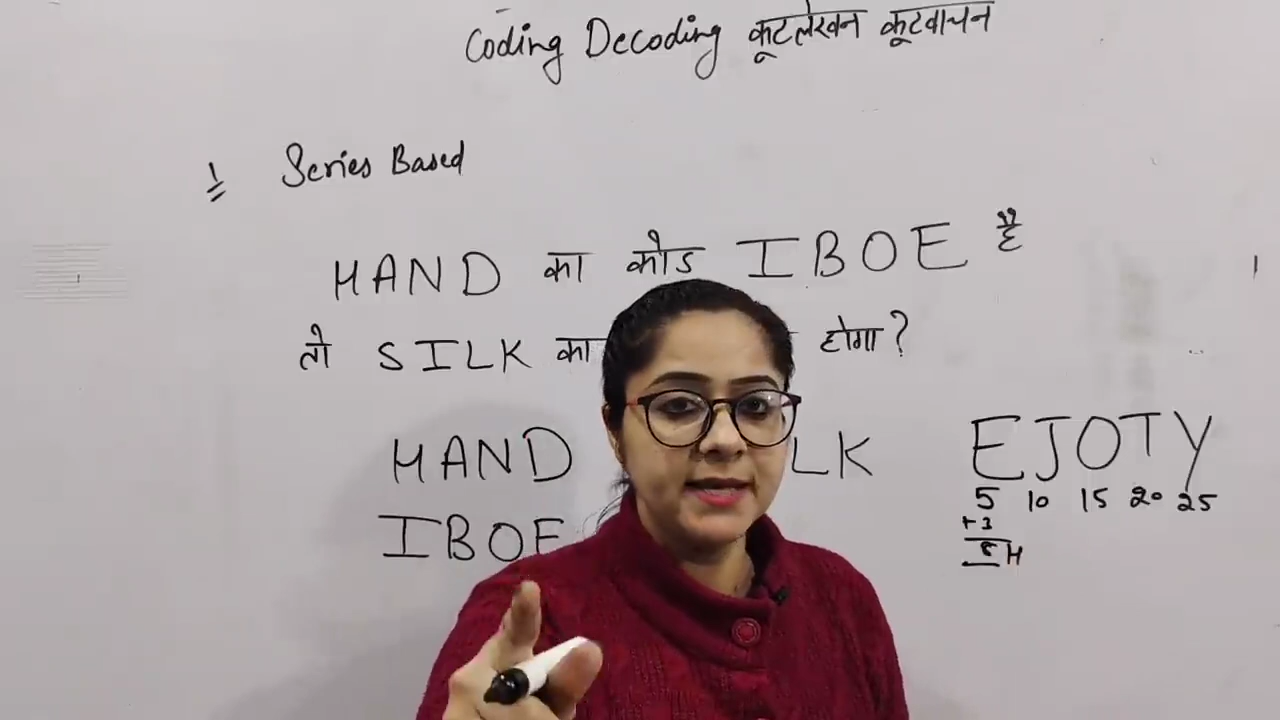 Coding Decoding कूटलेखन कूटवाचन
1 Series Based
HAND का कोड IBOE है
तो SILK का होगा?
HAND LK
IBOE
EJOTY
5 10 15 20 25
+3
8 H